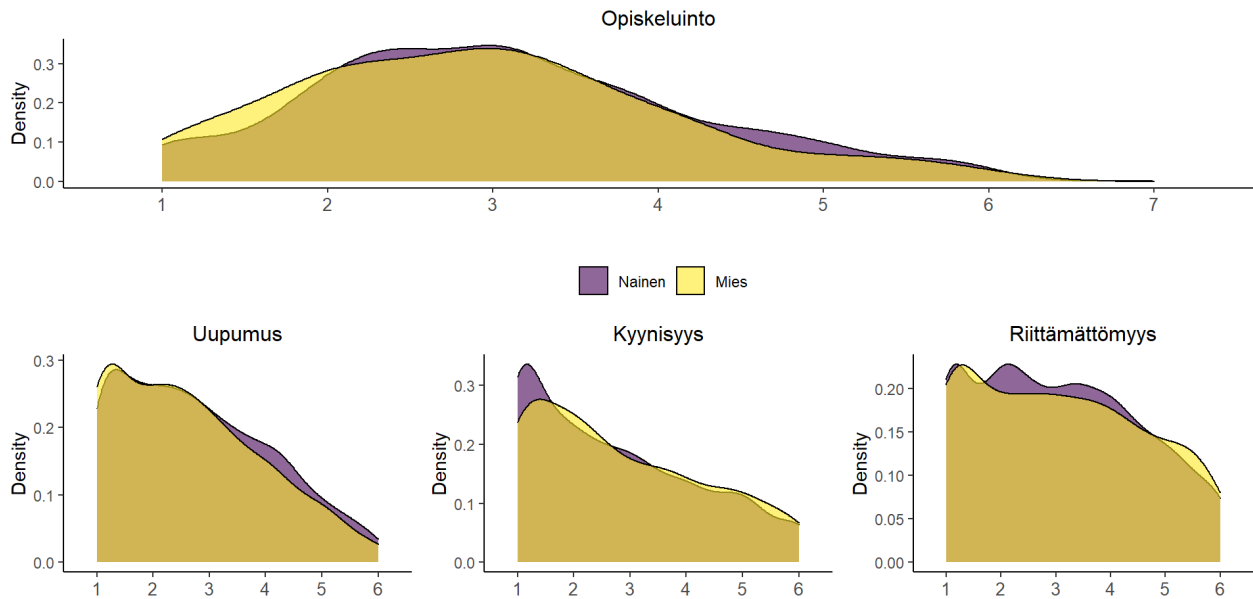 Opiskeluinto
Density
0.3
0.2
0.1
0.0
1 2 3 4 5 6 7
Nainen Mies
Uupumus
Density
0.3
0.2
0.1
0.0
1 2 3 4 5 6
Kyynisyys
Density
0.3
0.2
0.1
0.0
1 2 3 4 5 6
Riittämättömyys
Density
0.20
0.15
0.10
0.05
0.00
1 2 3 4 5 6